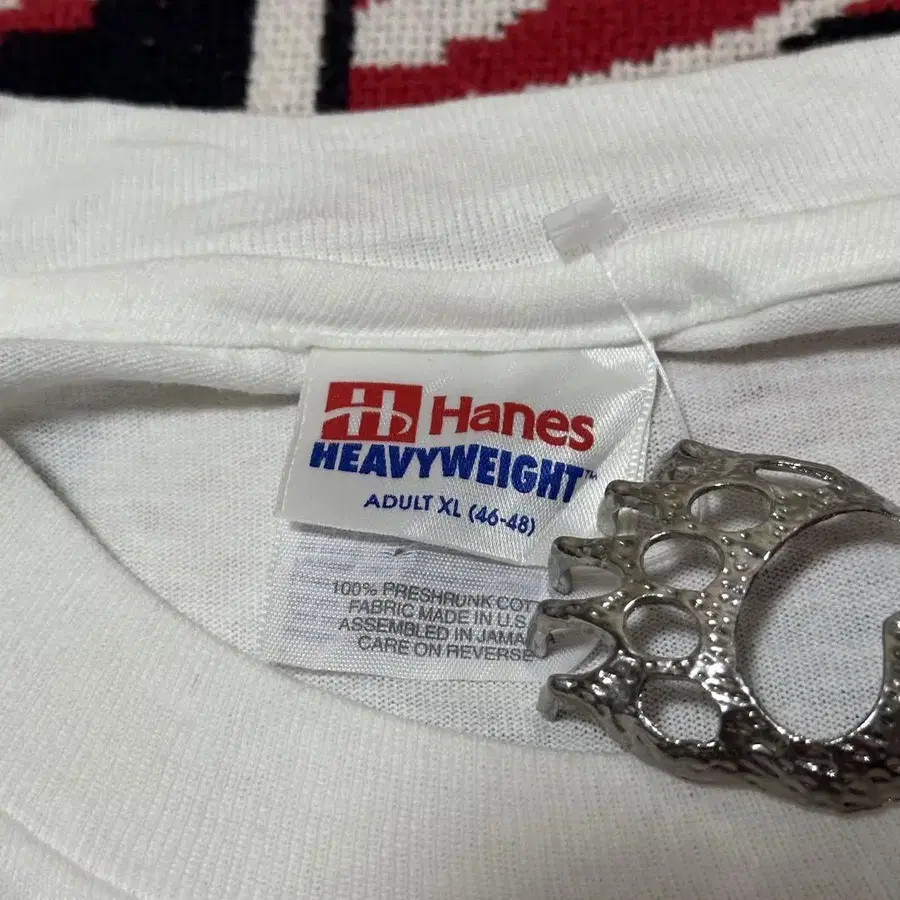 H Hanes
HEAVYWEIGHT™
ADULT XL (46-48)
100% PRESHRUNK COT
FABRIC MADE IN U.S
ASSEMBLED IN JAMA
CARE ON REVERSE